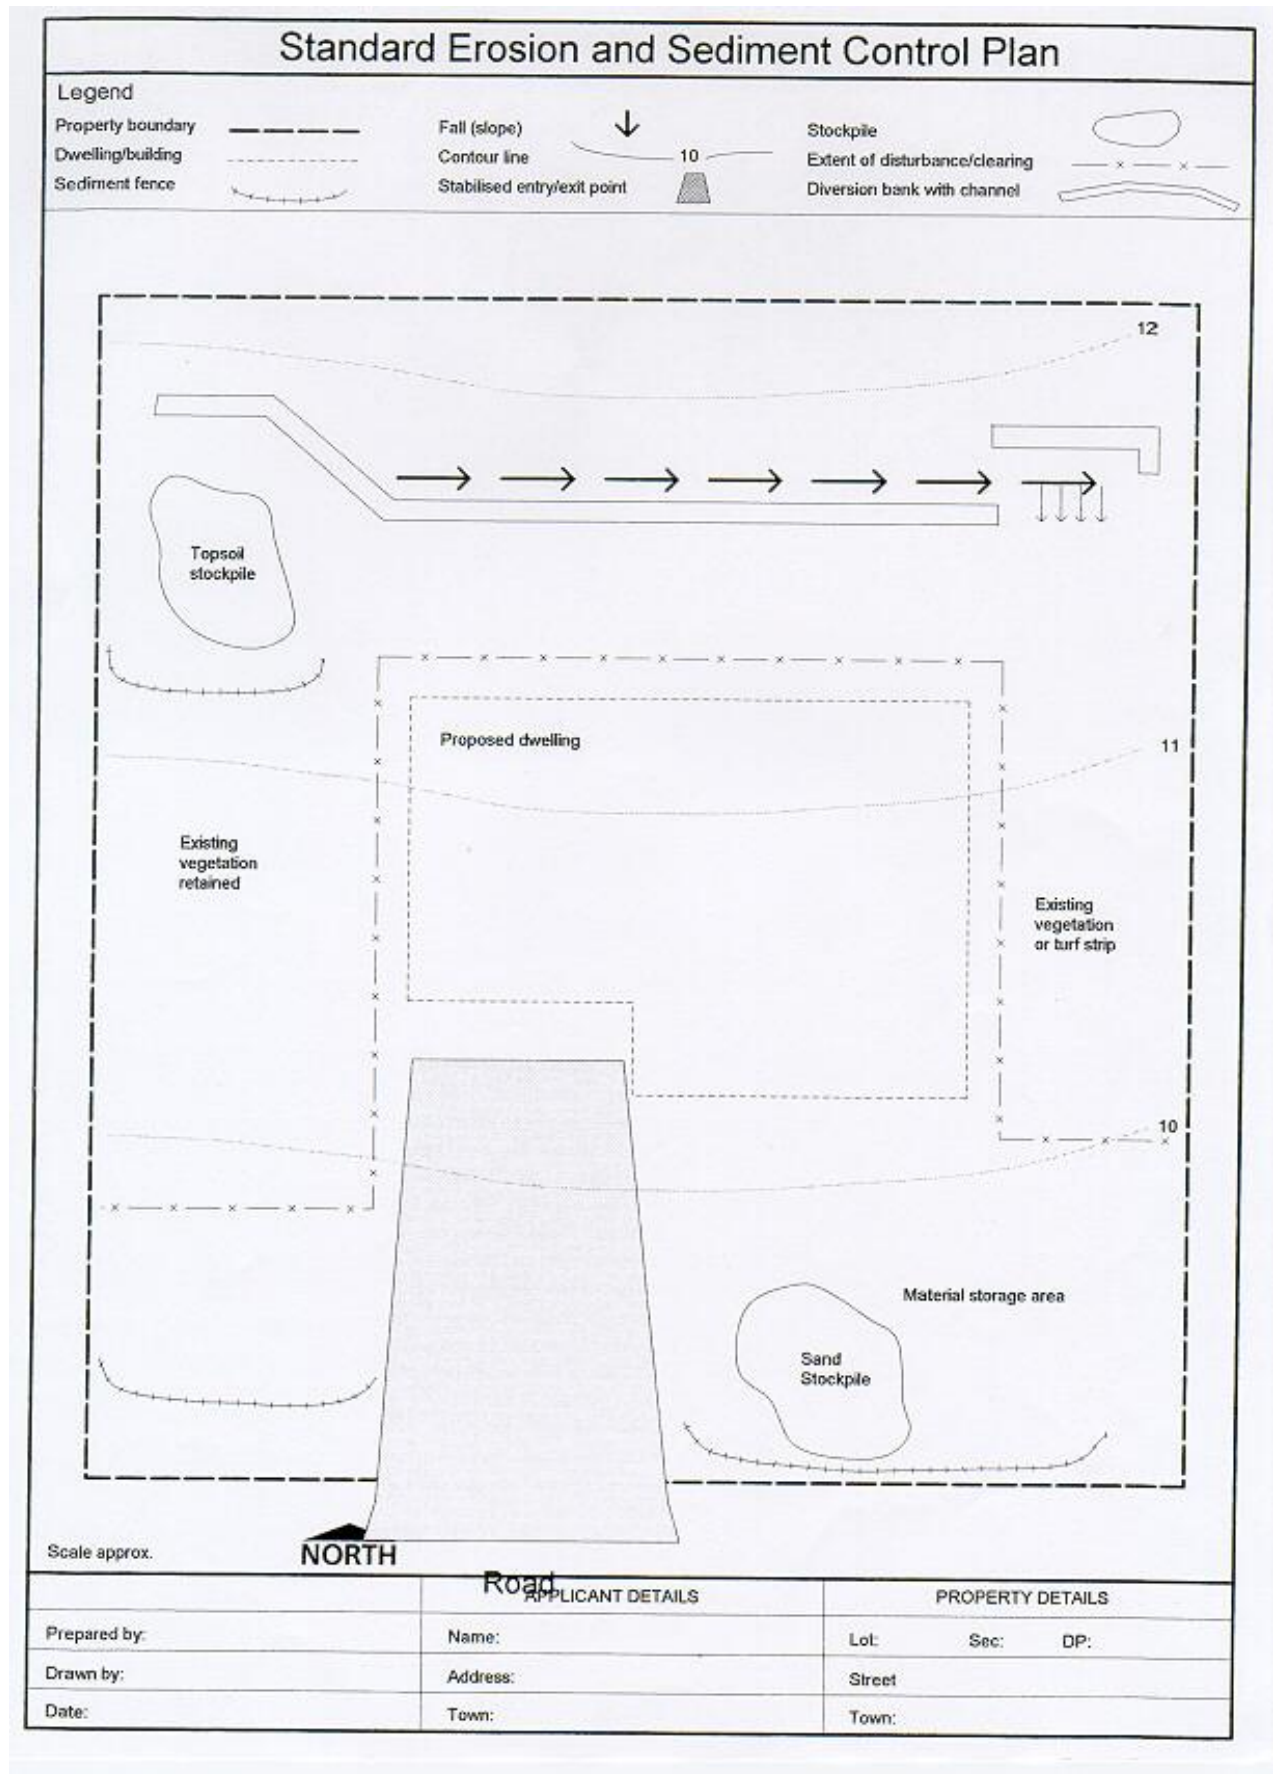 Standard Erosion and Sediment Control Plan
Legend
Property boundary
Dwelling/building
Sediment fence
Fall (slope)
Contour line
10
Stabilised entry/exit point
Stockpile
Extent of disturbance/clearing
Diversion bank with channel
12
Topsoil
stockpile
Proposed dwelling
11
Existing
vegetation
retained
Existing
vegetation
or turf strip
10
Material storage area
Sand
Stockpile
Scale approx.
NORTH
Road
APPLICANT DETAILS
PROPERTY DETAILS
Prepared by:
Name:
Lot: Sec: DP:
Drawn by:
Address:
Street
Date:
Town:
Town: